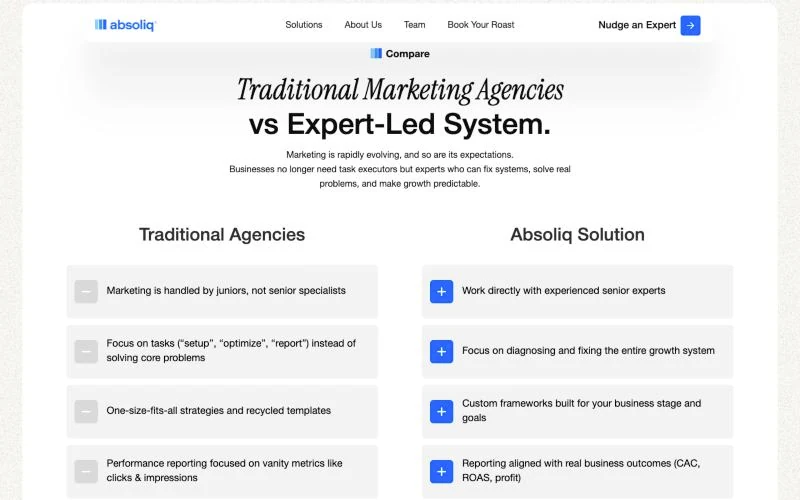 absoliq
Solutions
About Us
Team
Book Your Roast
Nudge an Expert
Compare
Traditional Marketing Agencies
vs Expert-Led System.
Marketing is rapidly evolving, and so are its expectations.
Businesses no longer need task executors but experts who can fix systems, solve real
problems, and make growth predictable.
Traditional Agencies
Marketing is handled by juniors, not senior specialists
Focus on tasks (“setup”, “optimize”, “report”) instead of
solving core problems
One-size-fits-all strategies and recycled templates
Performance reporting focused on vanity metrics like
clicks & impressions
Absoliq Solution
Work directly with experienced senior experts
Focus on diagnosing and fixing the entire growth system
Custom frameworks built for your business stage and
goals
Reporting aligned with real business outcomes (CAC,
ROAS, profit)